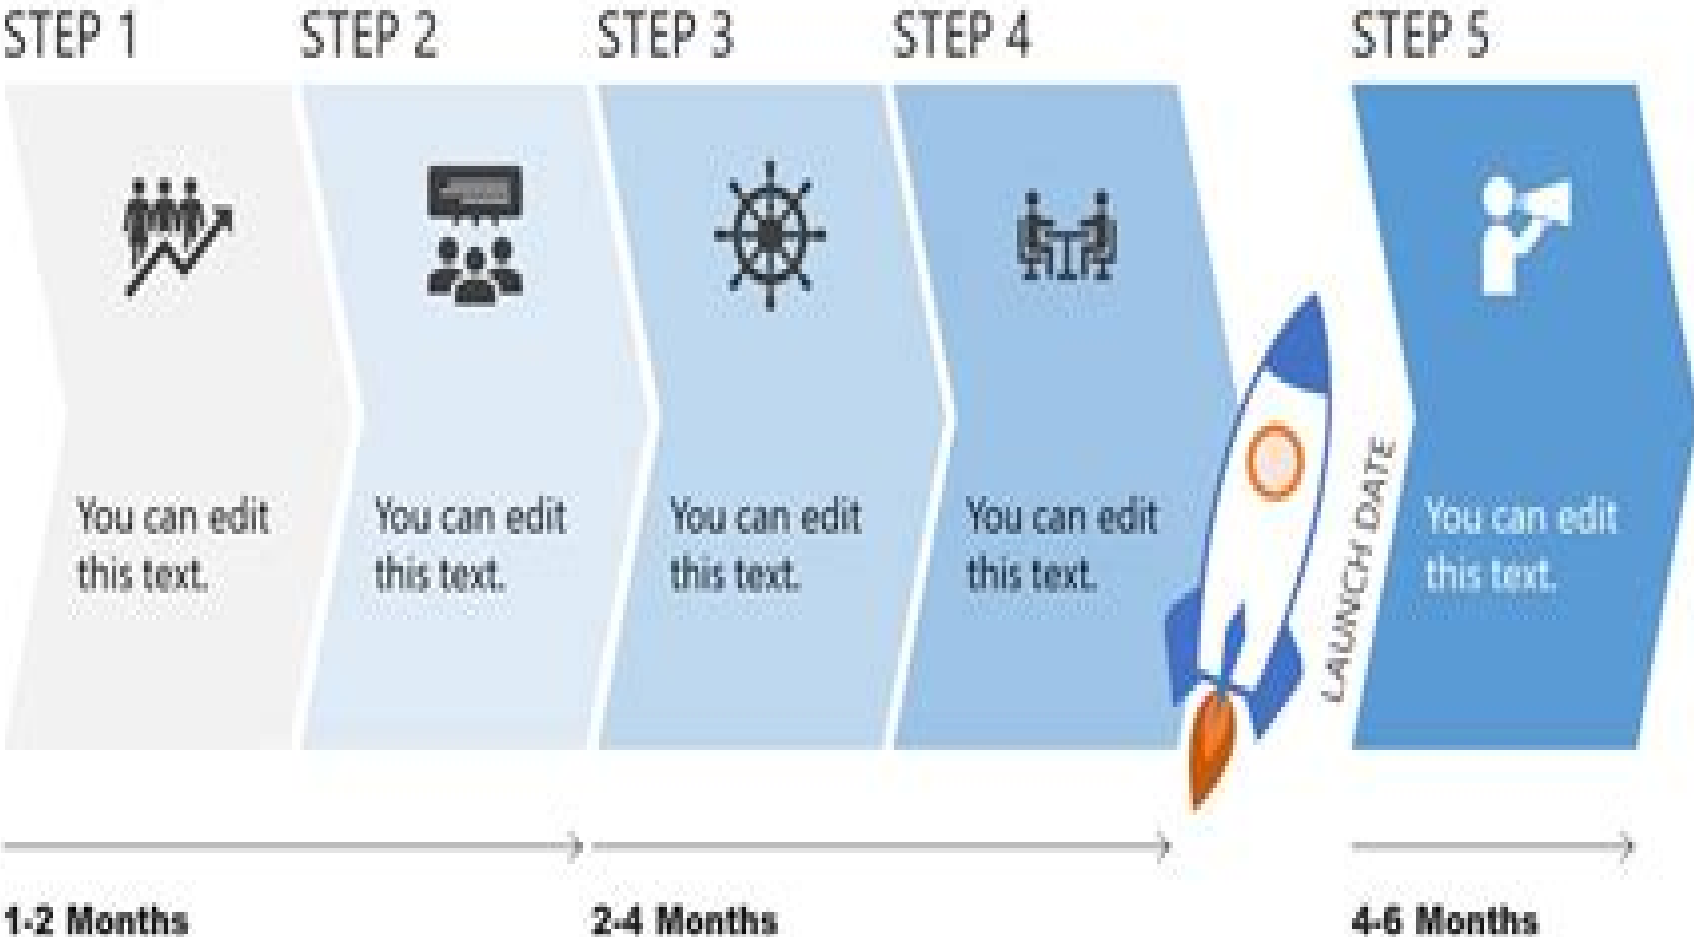 STEP 1
STEP 2
STEP 3
STEP 4
STEP 5
You can edit
this text.
You can edit
this text.
You can edit
this text.
You can edit
this text.
LAUNCH DATE
You can edit
this text.
1-2 Months
2-4 Months
4-6 Months